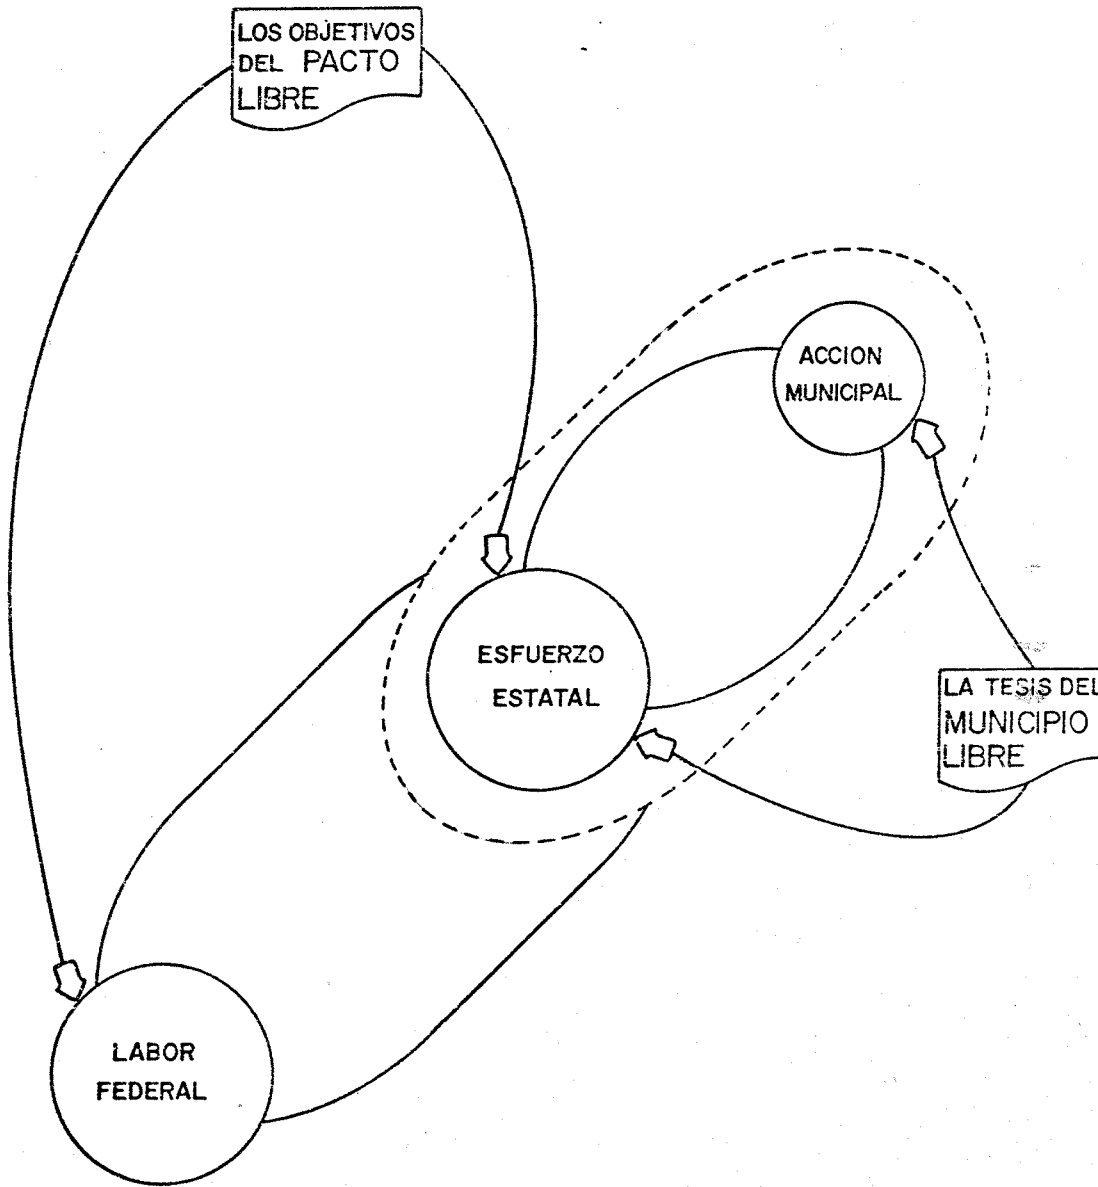 LOS OBJETIVOS
DEL PACTO
LIBRE
ACCION
MUNICIPAL
ESFUERZO
ESTATAL
LA TESIS DEL
MUNICIPIO
LIBRE
LABOR
FEDERAL